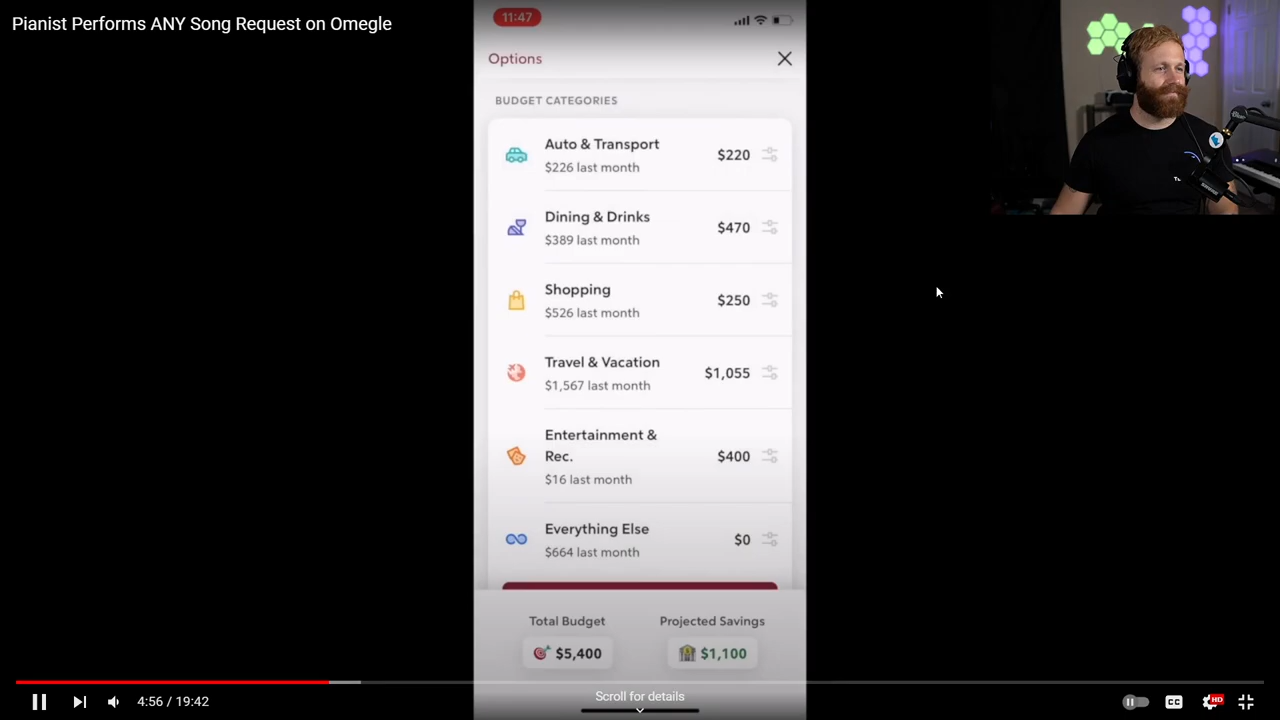 Pianist Performs ANY Song Request on Omegle
11:47
Options
BUDGET CATEGORIES
Auto & Transport
$226 last month
$220
Dining & Drinks
$389 last month
$470
Shopping
$526 last month
$250
Travel & Vacation
$1,567 last month
$1,055
Entertainment &
Rec.
$16 last month
$400
Everything Else
$664 last month
$0
Total Budget
$5,400
Projected Savings
$1,100
Scroll for details
4:56 / 19:42
CC
HD